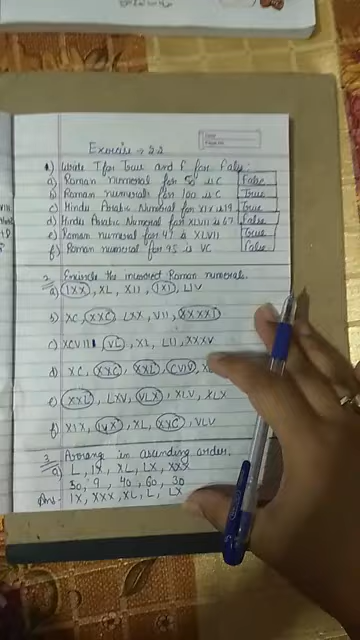 Exercise → 2.2
1) Write T for True and F for False:
a) Roman numeral for 50 is C False
b) Roman numerals for 100 is C True
c) Hindu Arabic Numeral for XIX is 19 True
d) Hindu Arabic Numeral for XLVII is 67 False
e) Roman numeral for 47 is XLVII True
f) Roman numeral for 95 is VC False
2. Encircle the incorrect Roman numerals.
a) IXX, XL, XII, IXI, LIV
b) XC, XXC, LXX, VII, XXXXI
c) XCVIII, VL, XL, LII, XXXV
d) XC, XXC, XXL, CVIV,
e) XXL, LXV, VLX, XLV, XLX
f) XIX, IVX, XL, XXC, VLV
3. Arrange in ascending order.
a) L, IX, XL, LX, XXX
50, 9, 40, 60, 30
Ans: IX, XXX, XL, L, LX